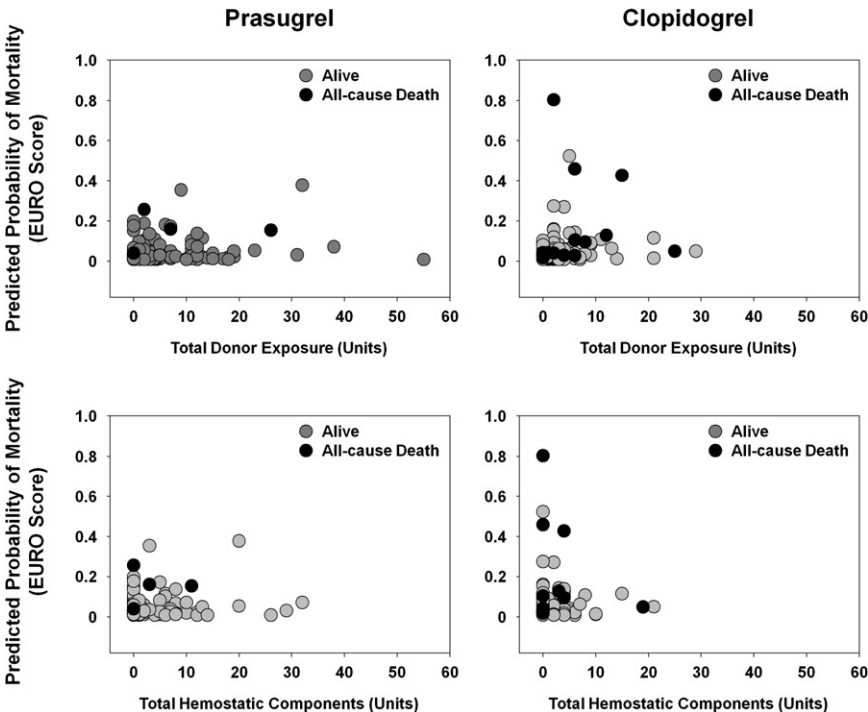 Prasugrel
Clopidogrel
Predicted Probability of Mortality
(EURO Score)
1.0
0.8
0.6
0.4
0.2
0
Alive
All-cause Death
0 10 20 30 40 50 60
Total Donor Exposure (Units)
1.0
0.8
0.6
0.4
0.2
0
Alive
All-cause Death
0 10 20 30 40 50 60
Total Donor Exposure (Units)
Predicted Probability of Mortality
(EURO Score)
1.0
0.8
0.6
0.4
0.2
0
Alive
All-cause Death
0 10 20 30 40 50 60
Total Hemostatic Components (Units)
1.0
0.8
0.6
0.4
0.2
0
Alive
All-cause Death
0 10 20 30 40 50 60
Total Hemostatic Components (Units)